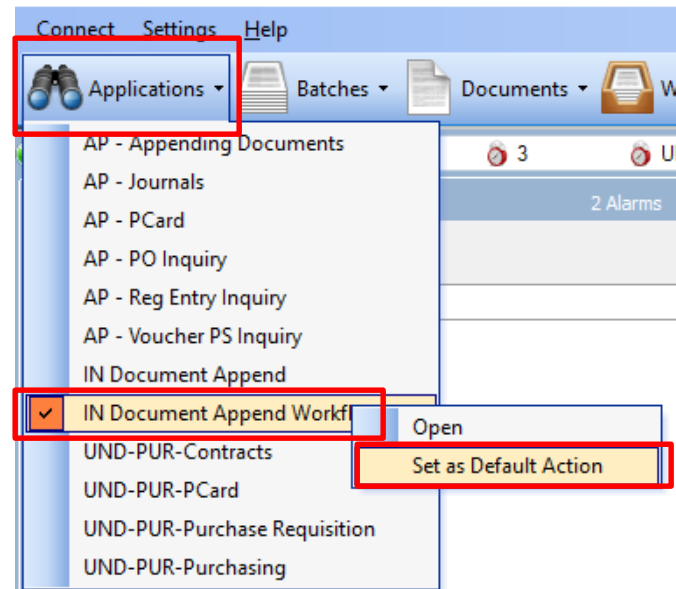 Connect Settings Help
Applications Batches Documents W
AP - Appending Documents
3 U
AP - Journals
2 Alarms
AP - PCard
AP - PO Inquiry
AP - Reg Entry Inquiry
AP - Voucher PS Inquiry
IN Document Append
IN Document Append Workfl
Open
UND-PUR-Contracts
Set as Default Action
UND-PUR-PCard
UND-PUR-Purchase Requisition
UND-PUR-Purchasing